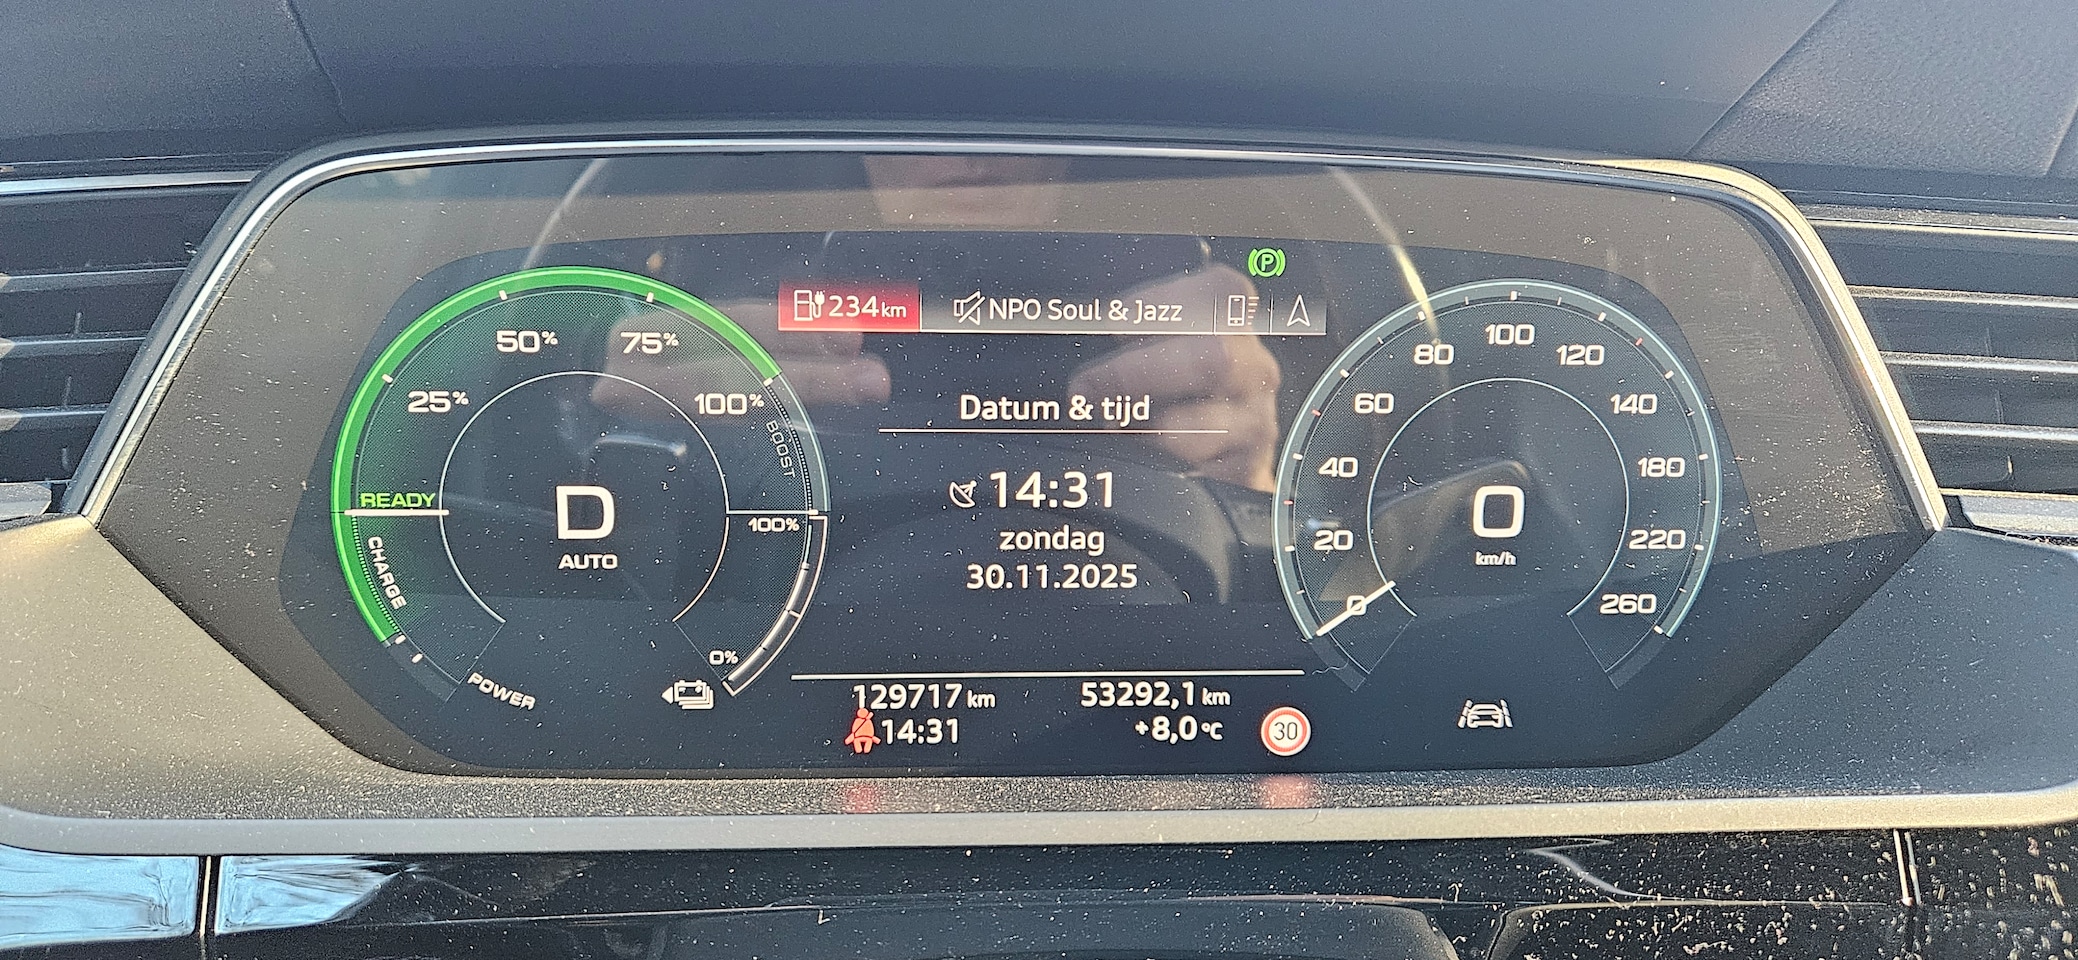 234 km NPO Soul & Jazz
Datum & tijd
14:31
zondag
30.11.2025
129717 km 53292,1 km
14:31 +8,0 °C 30
25% 50% 75% 100%
BOOST
READY
CHARGE
POWER
D
AUTO
100%
0%
P
0 20 40 60 80 100 120 140 180 220 260
0
km/h